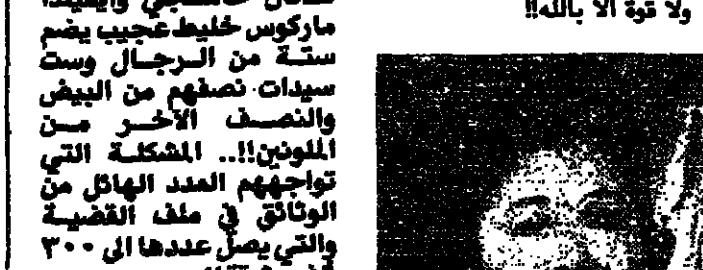 ولا قوة الا بالله!!
ماركوس خليط عجيب يضم
ستة من الرجال وست
سيدات نصفهم من البيض
والنصف الآخر من
الملونين!!.. المشكلة التي
تواجههم العدد الهائل من
الوثائق في ملف القضية
والتي يصل عددها الى ٣٠٠